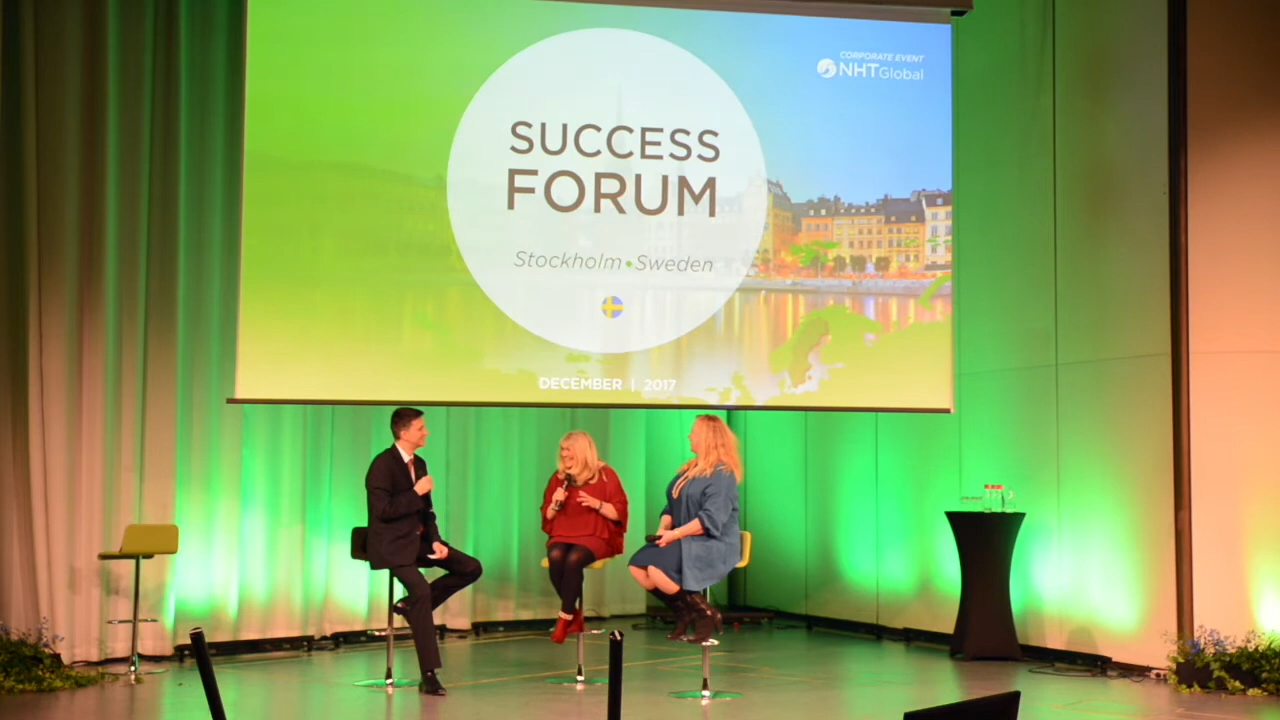 CORPORATE EVENT
NHTGlobal
SUCCESS
FORUM
Stockholm•Sweden
DECEMBER | 2017